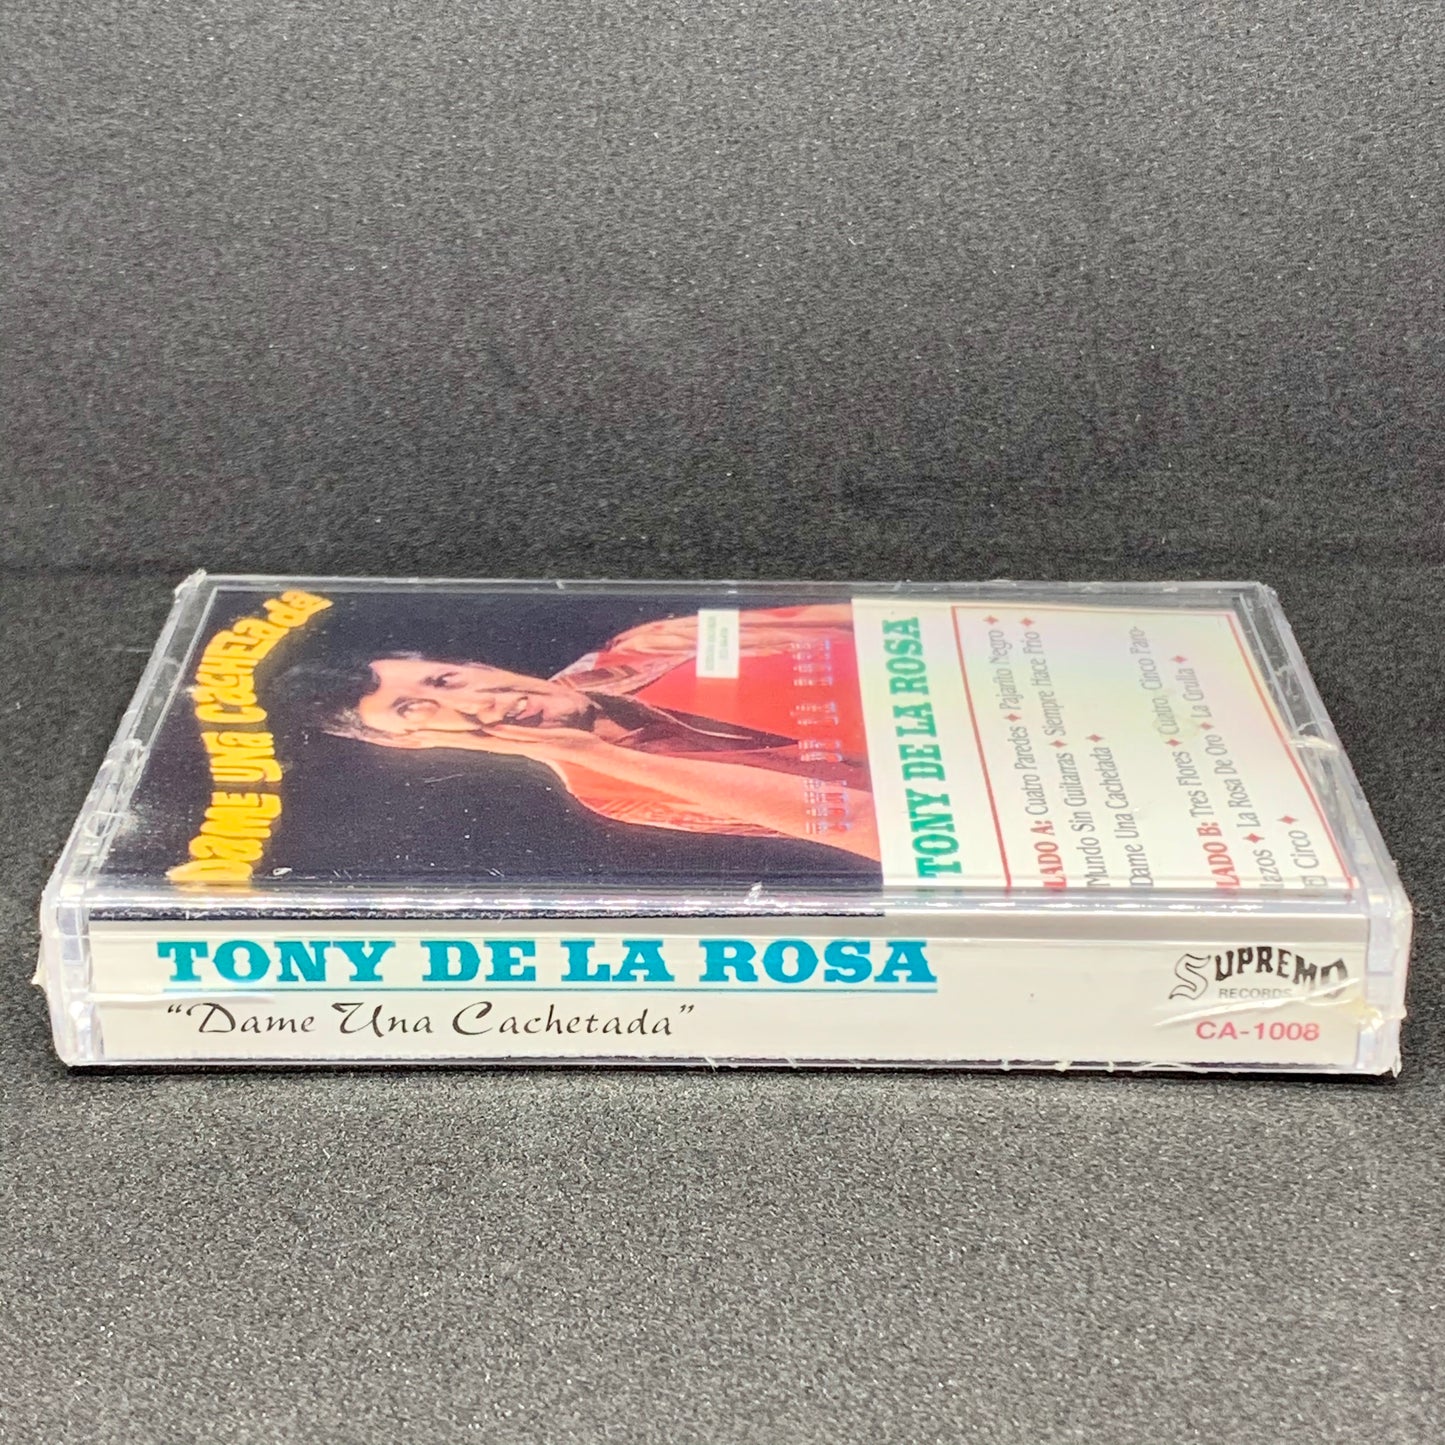 Dame una cachetada
TONY DE LA ROSA
LADO A: Cuatro Paredes ✦ Pajarito Negro ✦
Mundo Sin Guitarras ✦ Siempre Hace Frío ✦
Dame Una Cachetada ✦
LADO B: Tres Flores ✦ Cuatro, Cinco Faro-
lazos ✦ La Rosa De Oro ✦ La Grulla ✦
El Circo ✦
TONY DE LA ROSA
“Dame Una Cachetada”
SUPREMO
RECORDS
CA-1008